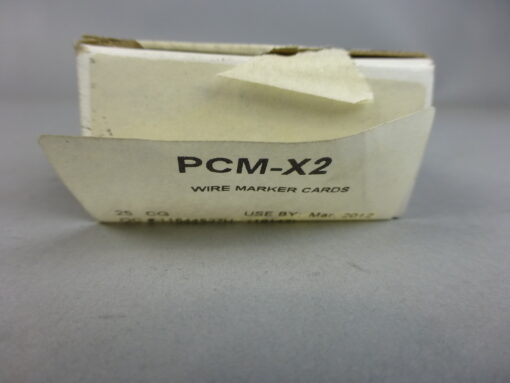 PCM-X2
WIRE MARKER CARDS
25 CG USE BY: Mar. 2012